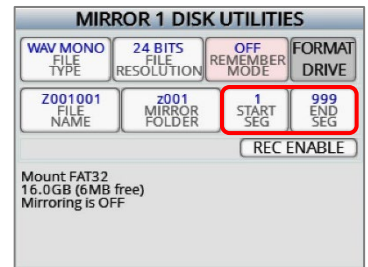 MIRROR 1 DISK UTILITIES
WAV MONO
FILE
TYPE
24 BITS
FILE
RESOLUTION
OFF
REMEMBER
MODE
FORMAT
DRIVE
Z001001
FILE
NAME
z001
MIRROR
FOLDER
1
START
SEG
999
END
SEG
REC ENABLE
Mount FAT32
16.0GB (6MB free)
Mirroring is OFF